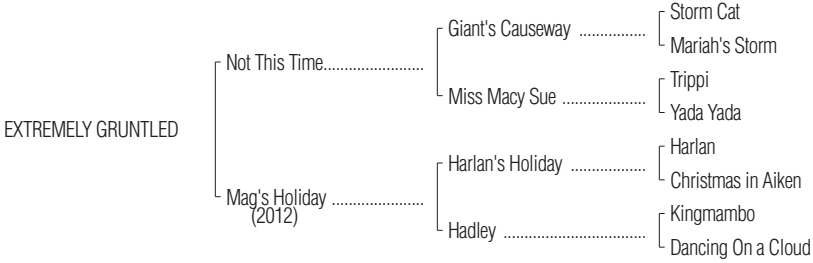 Storm Cat
Giant's Causeway ................
Mariah's Storm
Not This Time........................
Trippi
Miss Macy Sue ....................
Yada Yada
EXTREMELY GRUNTLED
Harlan
Harlan's Holiday ..................
Christmas in Aiken
Mag's Holiday ......................
(2012)
Kingmambo
Hadley ..................................
Dancing On a Cloud